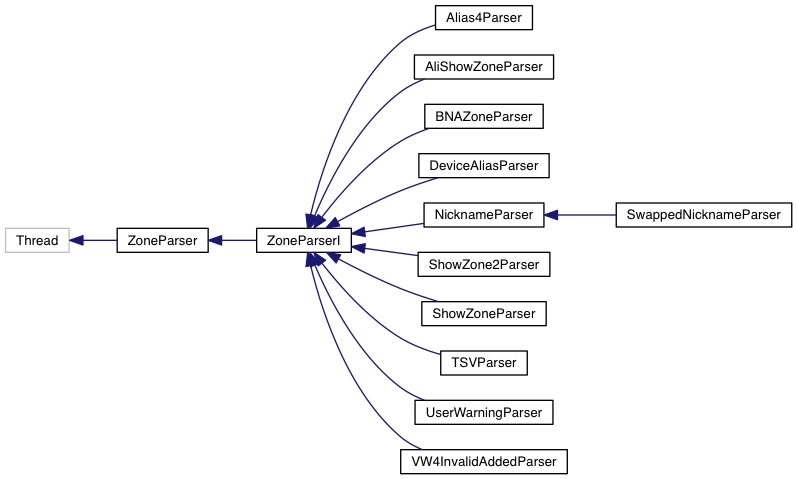 Alias4Parser
AliShowZoneParser
BNAZoneParser
DeviceAliasParser
NicknameParser
SwappedNicknameParser
Thread
ZoneParser
ZoneParserI
ShowZone2Parser
ShowZoneParser
TSVParser
UserWarningParser
VW4InvalidAddedParser